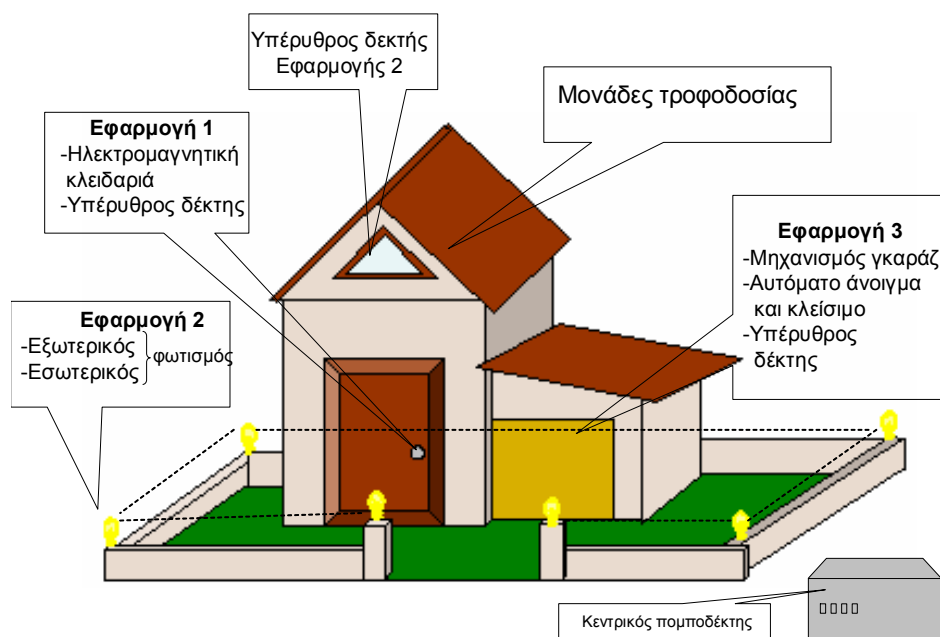 Υπέρυθρος δεκτής
Εφαρμογής 2
Μονάδες τροφοδοσίας
Εφαρμογή 1
-Ηλεκτρομαγνητική
κλειδαριά
-Υπέρυθρος δέκτης
Εφαρμογή 3
-Μηχανισμός γκαράζ
-Αυτόματο άνοιγμα
και κλείσιμο
-Υπέρυθρος
δέκτης
Εφαρμογή 2
-Εξωτερικός
-Εσωτερικός
φωτισμός
Κεντρικός πομποδέκτης